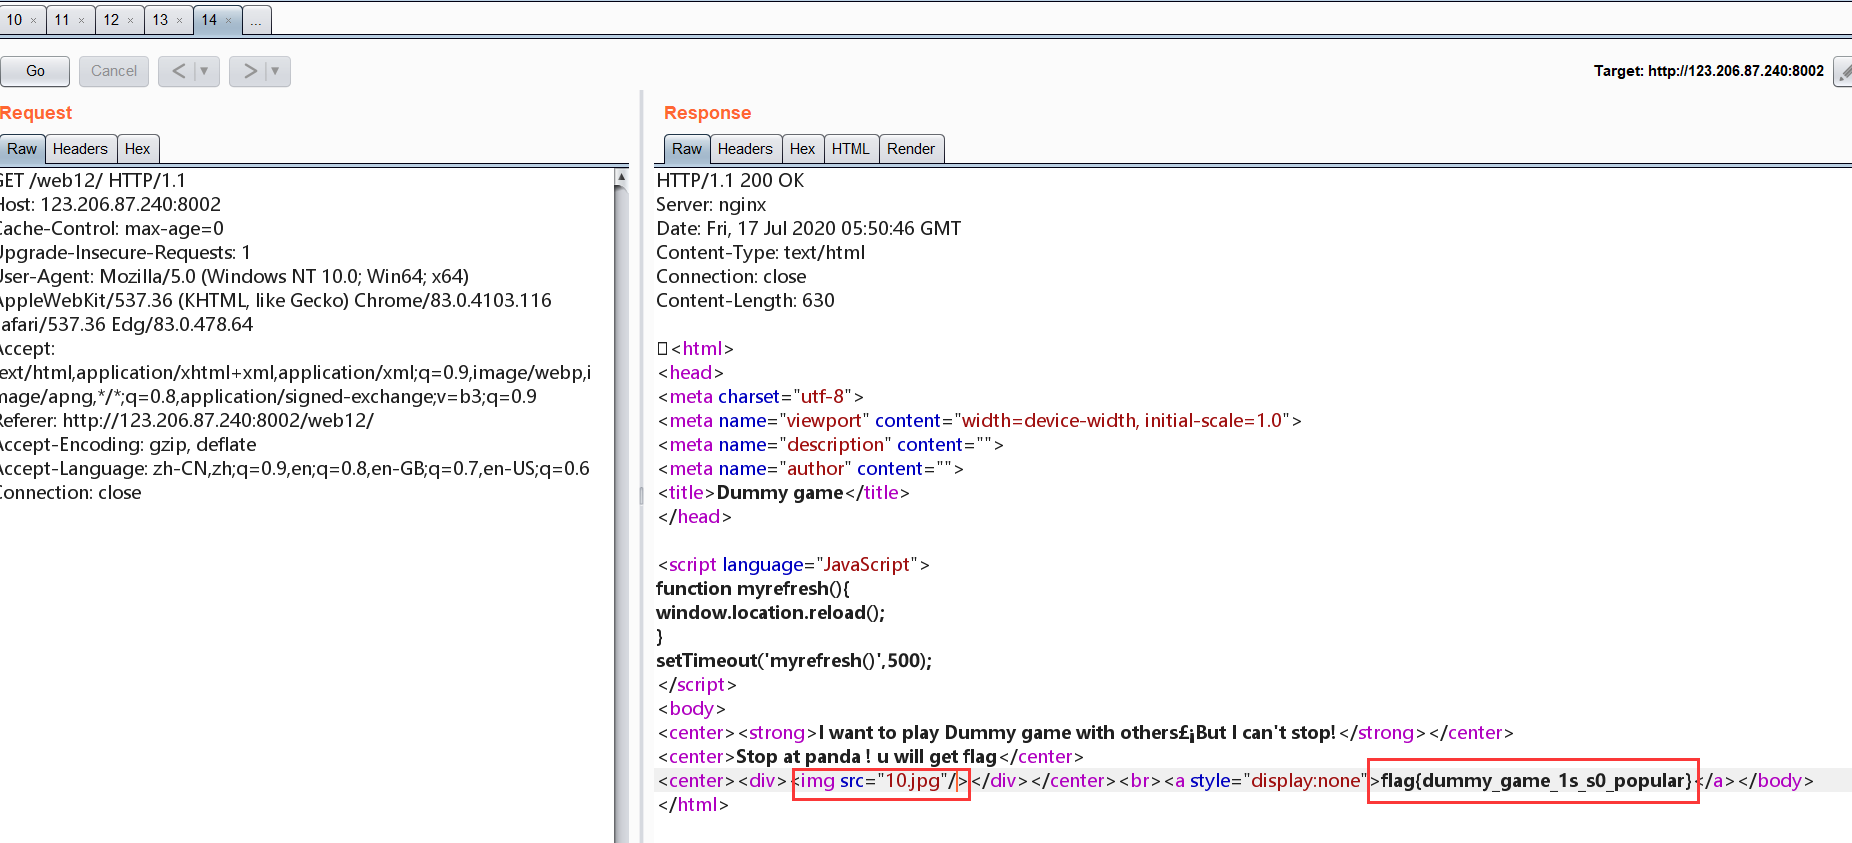 10 × 11 × 12 × 13 × 14 × ...
Go Cancel < ▼ > ▼ Target: http://123.206.87.240:8002
Request
Raw Headers Hex
GET /web12/ HTTP/1.1
Host: 123.206.87.240:8002
Cache-Control: max-age=0
Upgrade-Insecure-Requests: 1
User-Agent: Mozilla/5.0 (Windows NT 10.0; Win64; x64)
AppleWebKit/537.36 (KHTML, like Gecko) Chrome/83.0.4103.116
afari/537.36 Edg/83.0.478.64
Accept:
ext/html,application/xhtml+xml,application/xml;q=0.9,image/webp,i
mage/apng,*/*;q=0.8,application/signed-exchange;v=b3;q=0.9
Referer: http://123.206.87.240:8002/web12/
Accept-Encoding: gzip, deflate
Accept-Language: zh-CN,zh;q=0.9,en;q=0.8,en-GB;q=0.7,en-US;q=0.6
Connection: close
Response
Raw Headers Hex HTML Render
HTTP/1.1 200 OK
Server: nginx
Date: Fri, 17 Jul 2020 05:50:46 GMT
Content-Type: text/html
Connection: close
Content-Length: 630
<html>
<head>
<meta charset="utf-8">
<meta name="viewport" content="width=device-width, initial-scale=1.0">
<meta name="description" content="">
<meta name="author" content="">
<title>Dummy game</title>
</head>
<script language="JavaScript">
function myrefresh(){
window.location.reload();
}
setTimeout('myrefresh()',500);
</script>
<body>
<center><strong>I want to play Dummy game with others£¡But I can't stop!</strong></center>
<center>Stop at panda ! u will get flag</center>
<center><div><img src="10.jpg"/></div></center><br><a style="display:none">flag{dummy_game_1s_s0_popular}</a></body>
</html>